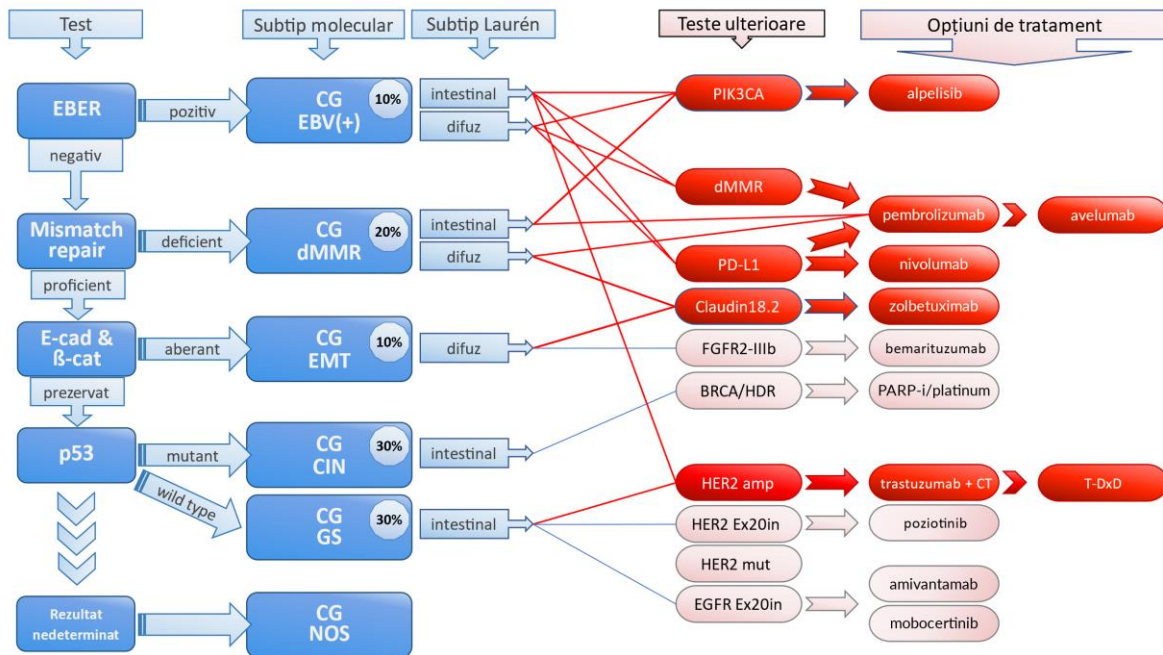 Test
Subtip molecular
Subtip Laurén
Teste ulterioare
Opțiuni de tratament
EBER
pozitiv
CG
EBV(+)
10%
intestinal
difuz
PIK3CA
alpelisib
negativ
dMMR
Mismatch
repair
deficient
CG
dMMR
20%
intestinal
difuz
pembrolizumab
avelumab
PD-L1
nivolumab
proficient
Claudin18.2
zolbetuximab
E-cad &
ß-cat
aberant
CG
EMT
10%
difuz
FGFR2-IIIb
bemarituzumab
prezervat
BRCA/HDR
PARP-i/platinum
p53
mutant
CG
CIN
30%
intestinal
wild type
CG
GS
30%
intestinal
HER2 amp
trastuzumab + CT
T-DxD
HER2 Ex20in
poziotinib
HER2 mut
EGFR Ex20in
amivantamab
mobocertinib
Rezultat
nedeterminat
CG
NOS